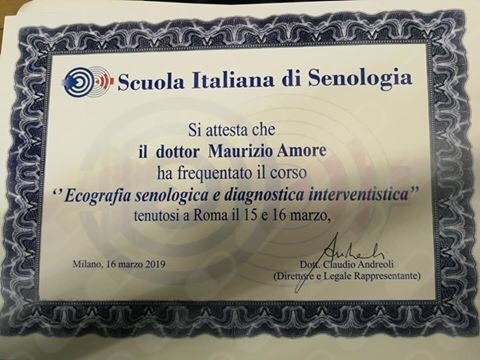 Scuola Italiana di Senologia
Si attesta che
il dottor Maurizio Amore
ha frequentato il corso
‘’Ecografia senologica e diagnostica interventistica’’
tenutosi a Roma il 15 e 16 marzo,
Milano, 16 marzo 2019
Dott. Claudio Andreoli
(Direttore e Legale Rappresentante)